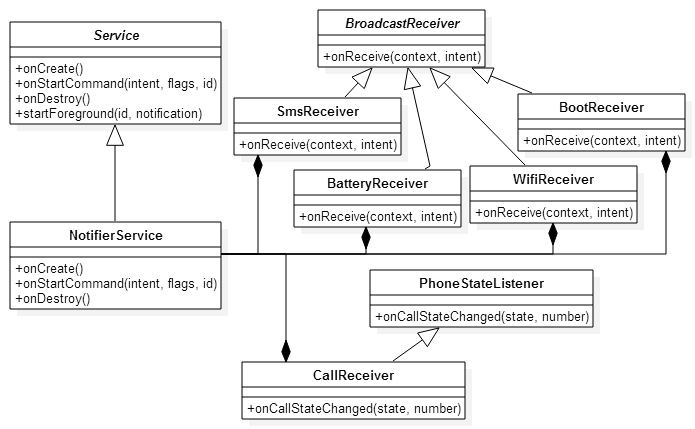 Service
+onCreate()
+onStartCommand(intent, flags, id)
+onDestroy()
+startForeground(id, notification)
BroadcastReceiver
+onReceive(context, intent)
SmsReceiver
+onReceive(context, intent)
BootReceiver
+onReceive(context, intent)
BatteryReceiver
+onReceive(context, intent)
WifiReceiver
+onReceive(context, intent)
NotifierService
+onCreate()
+onStartCommand(intent, flags, id)
+onDestroy()
PhoneStateListener
+onCallStateChanged(state, number)
CallReceiver
+onCallStateChanged(state, number)